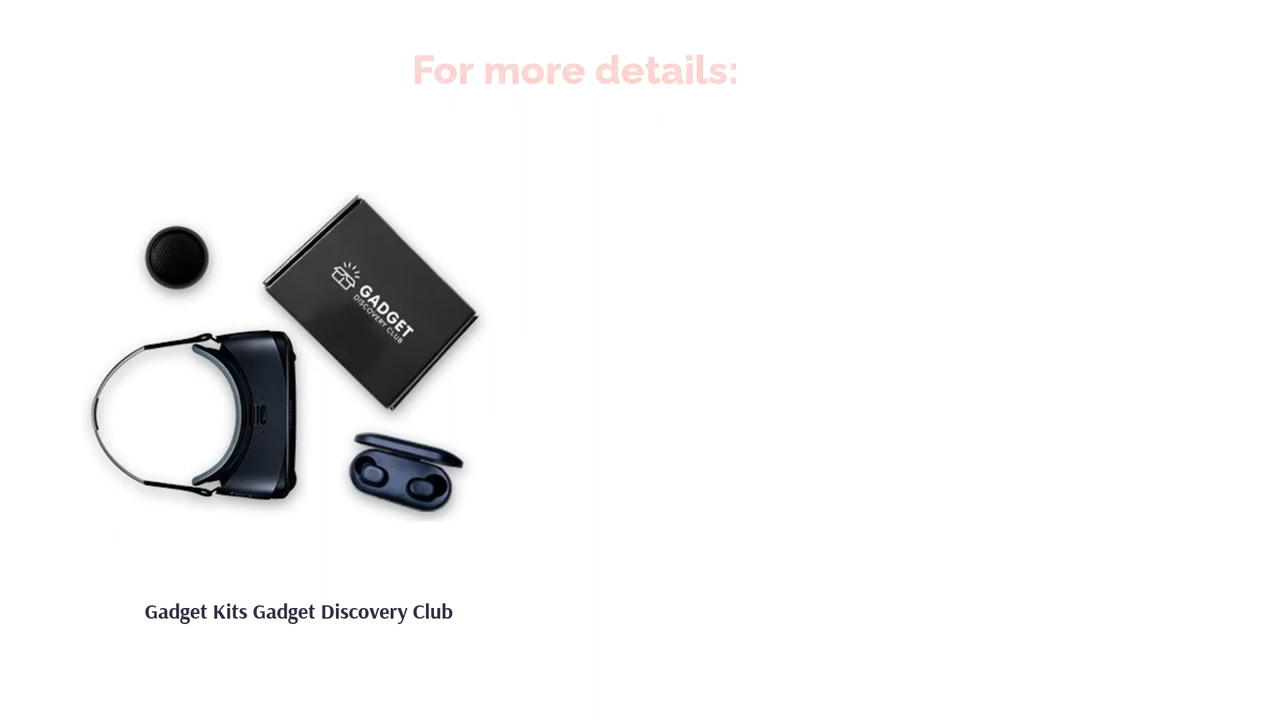 For more details:
GADGET
DISCOVERY CLUB
Gadget Kits Gadget Discovery Club